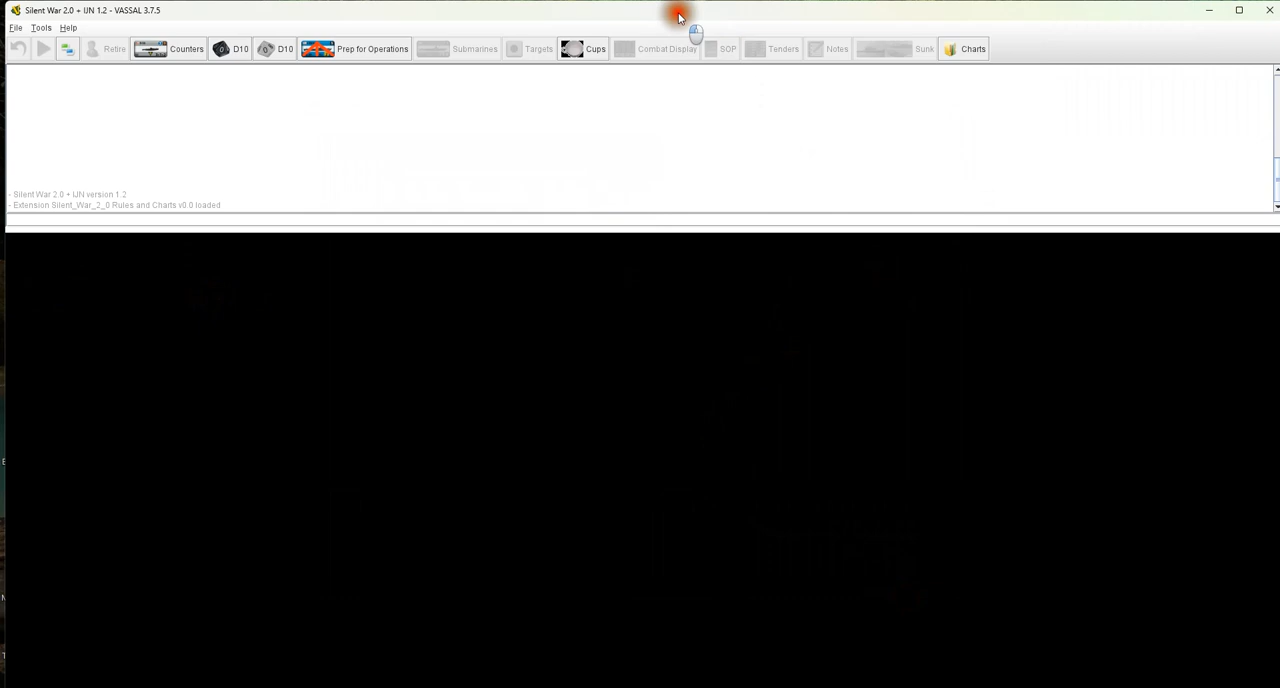 Silent War 2.0 + IJN 1.2 - VASSAL 3.7.5
File Tools Help
Retire Counters D10 D10 Prep for Operations Submarines Targets Cups Combat Display SOP Tenders Notes Sunk Charts
- Silent War 2.0 + IJN version 1.2
- Extension Silent_War_2_0 Rules and Charts v0.0 loaded